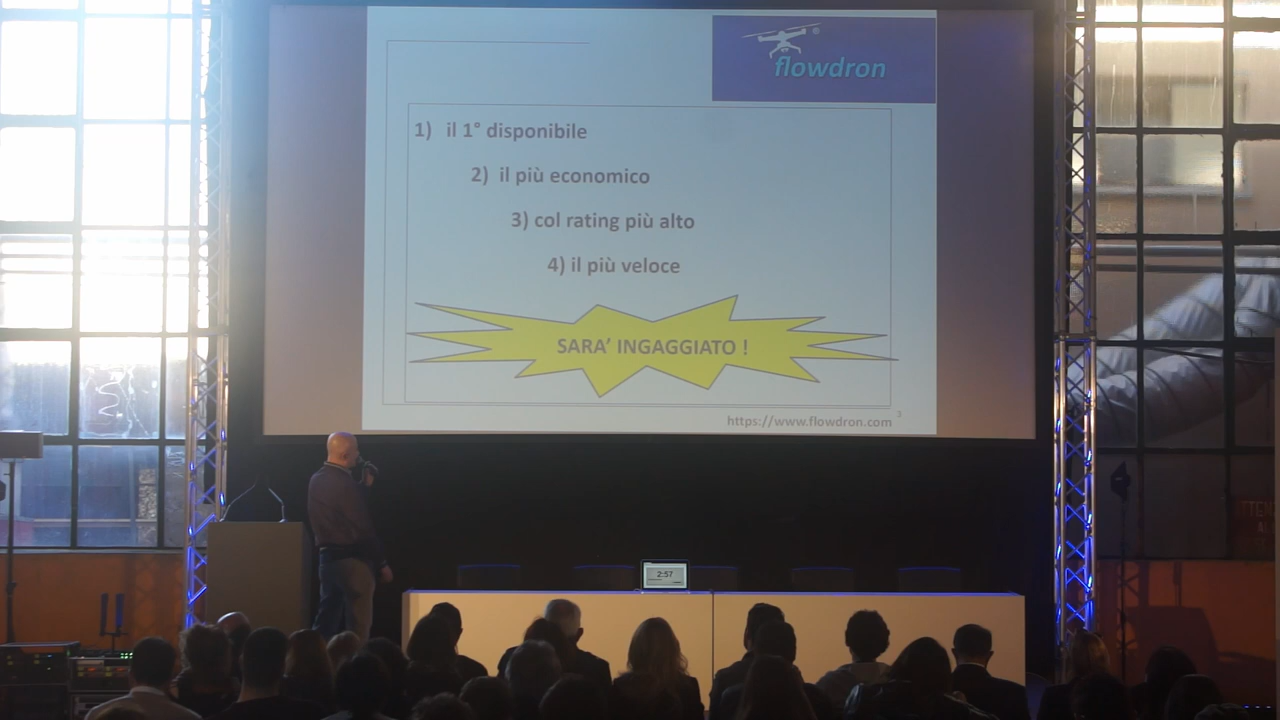 flowdron
®
1) il 1° disponibile
2) il più economico
3) col rating più alto
4) il più veloce
SARA’ INGAGGIATO !
https://www.flowdron.com
3
2:57